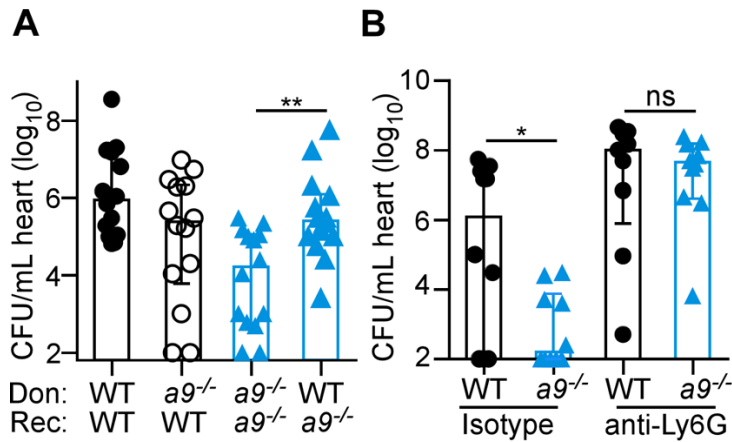 A
CFU/mL heart (log10)
8
6
4
2
**
Don: WT a9-/- a9-/- WT
Rec: WT WT a9-/- a9-/-
B
CFU/mL heart (log10)
10
8
6
4
2
*
ns
WT a9-/- WT a9-/-
Isotype anti-Ly6G